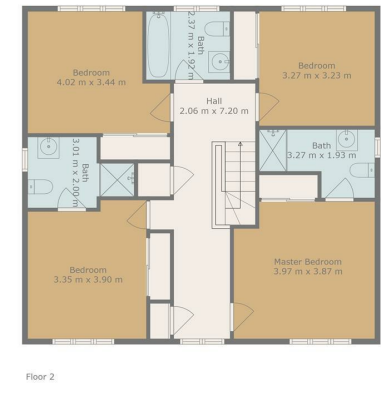 Bedroom
4.02 m x 3.44 m
Bath
2.37 m x 1.92 m
Bedroom
3.27 m x 3.23 m
Hall
2.06 m x 7.20 m
Bath
3.01 m x 2.00 m
Bath
3.27 m x 1.93 m
Bedroom
3.35 m x 3.90 m
Master Bedroom
3.97 m x 3.87 m
Floor 2